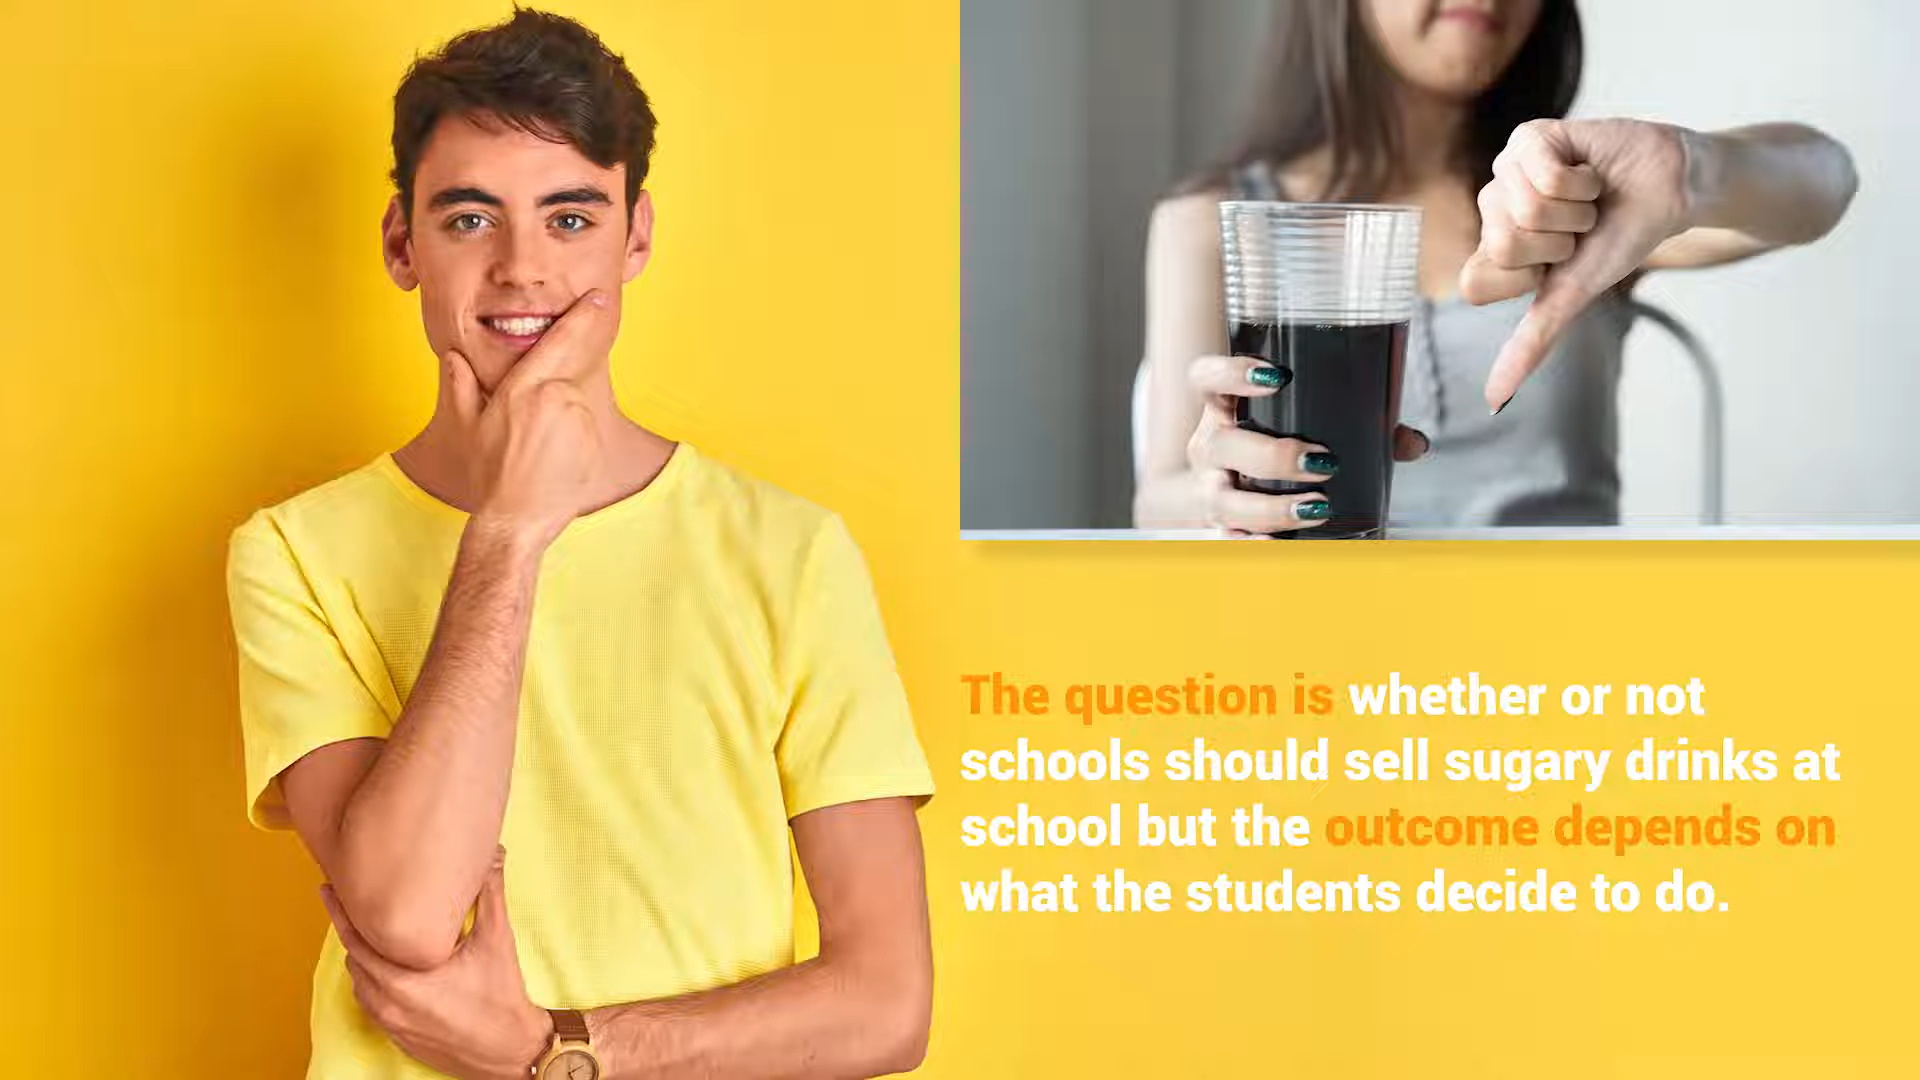 The question is whether or not
schools should sell sugary drinks at
school but the outcome depends on
what the students decide to do.